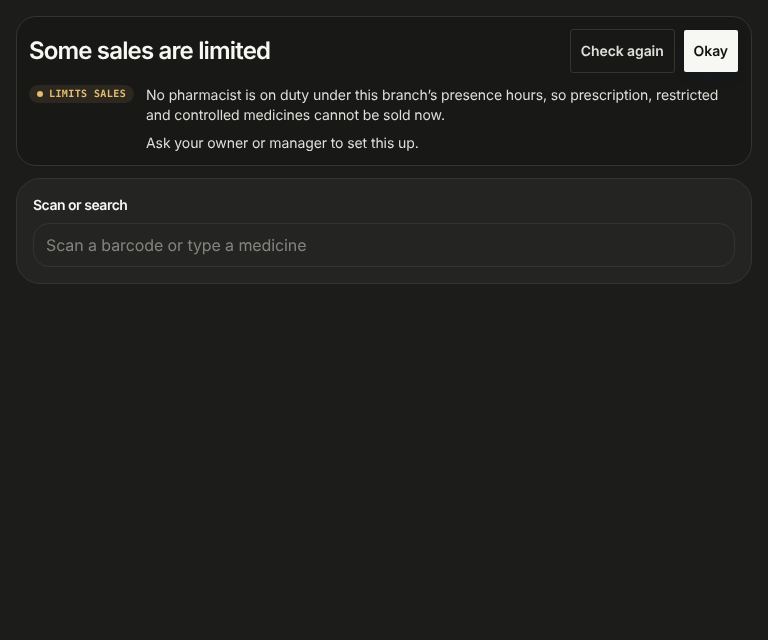 Some sales are limited
Check again
Okay
LIMITS SALES
No pharmacist is on duty under this branch’s presence hours, so prescription, restricted
and controlled medicines cannot be sold now.
Ask your owner or manager to set this up.
Scan or search
Scan a barcode or type a medicine